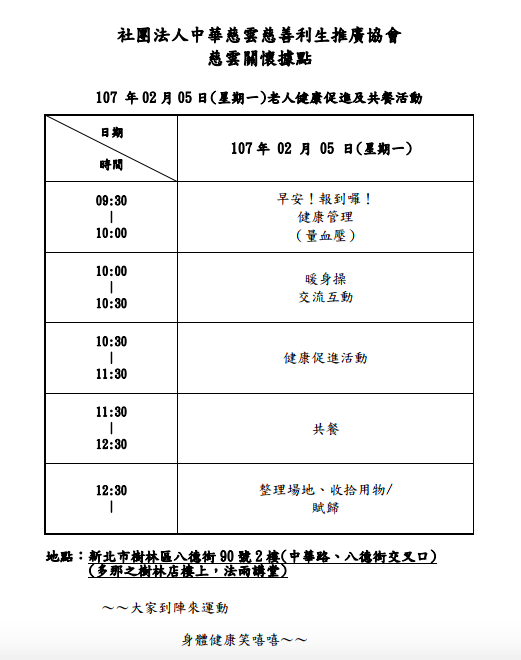 社團法人中華慈雲慈善利生推廣協會
慈雲關懷據點
107 年 02 月 05 日(星期一)老人健康促進及共餐活動
日期
時間
107 年 02 月 05 日(星期一)
09:30
|
10:00
早安！報到囉！
健康管理
（量血壓）
10:00
|
10:30
暖身操
交流互動
10:30
|
11:30
健康促進活動
11:30
|
12:30
共餐
12:30
|
整理場地、收拾用物/
賦歸
地點：新北市樹林區八德街 90 號 2 樓(中華路、八德街交叉口)
(多那之樹林店樓上，法雨講堂)
～～大家到陣來運動
身體健康笑嘻嘻～～